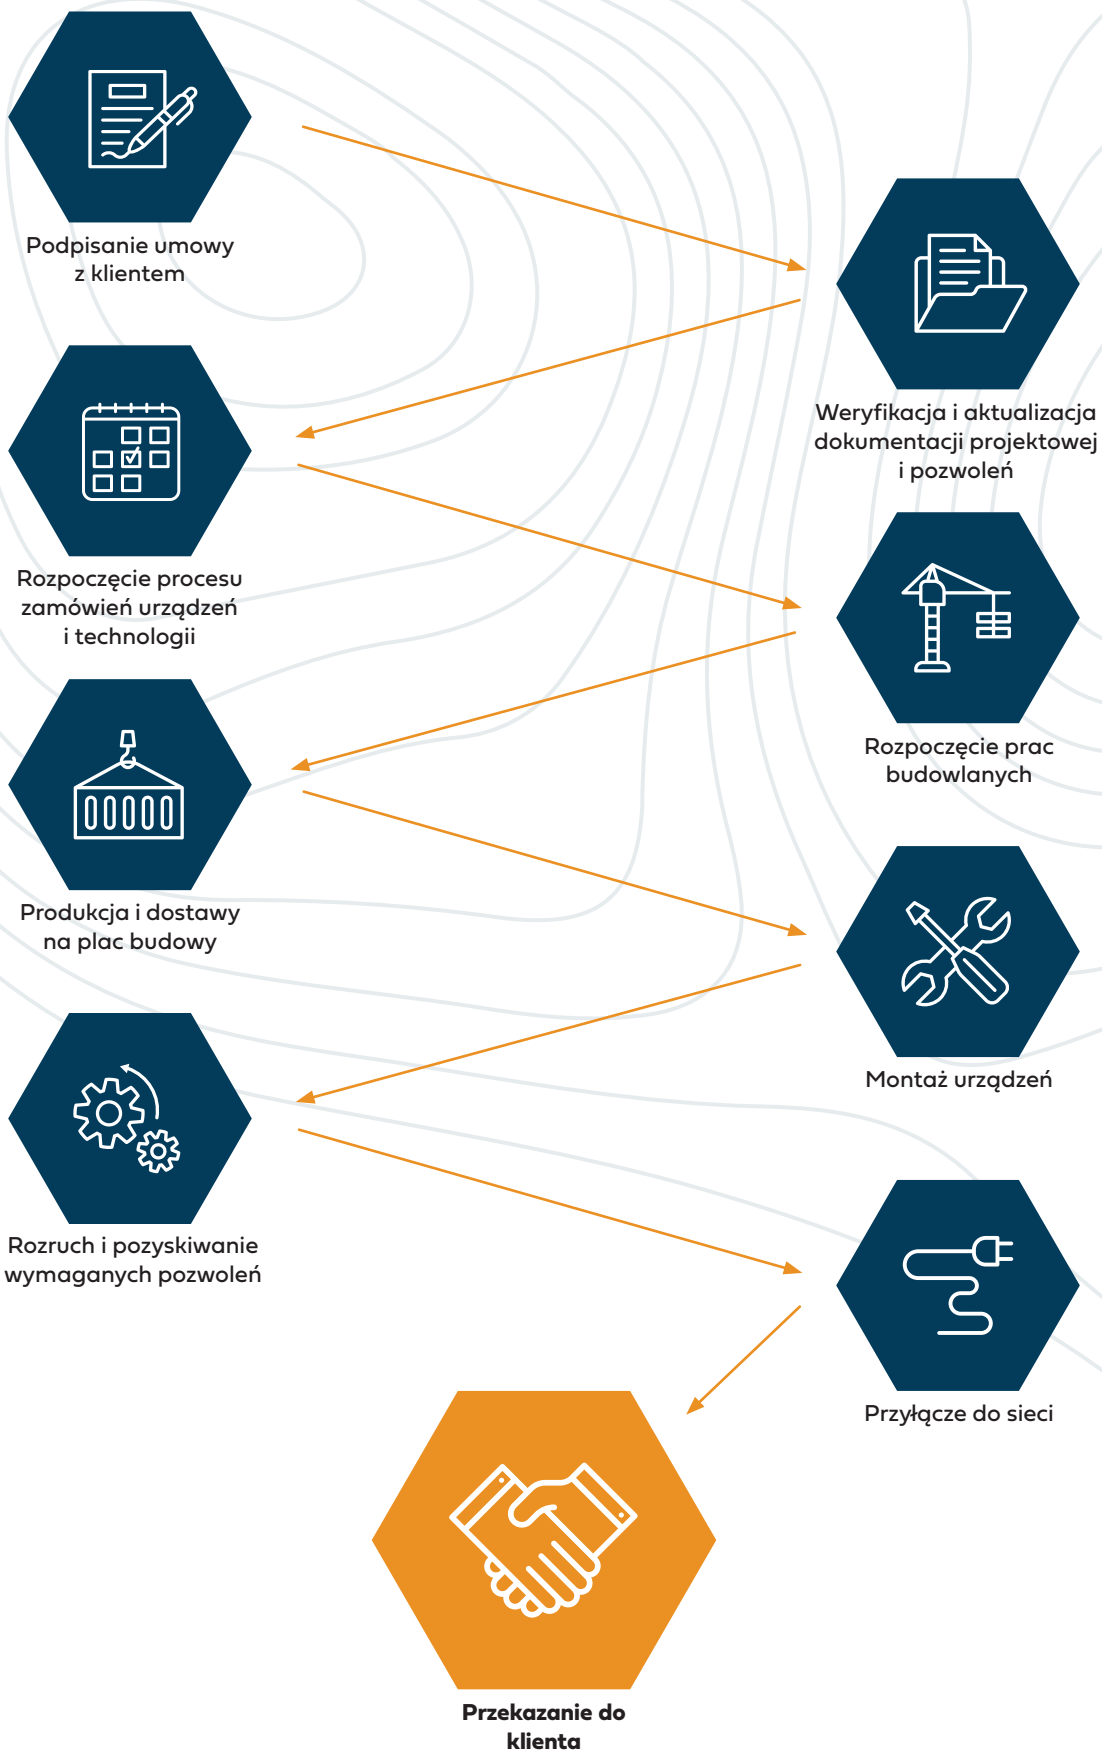 Podpisanie umowy
z klientem
Weryfikacja i aktualizacja
dokumentacji projektowej
i pozwoleń
Rozpoczęcie procesu
zamówień urządzeń
i technologii
Rozpoczęcie prac
budowlanych
Produkcja i dostawy
na plac budowy
Montaż urządzeń
Rozruch i pozyskiwanie
wymaganych pozwoleń
Przyłącze do sieci
Przekazanie do
klienta